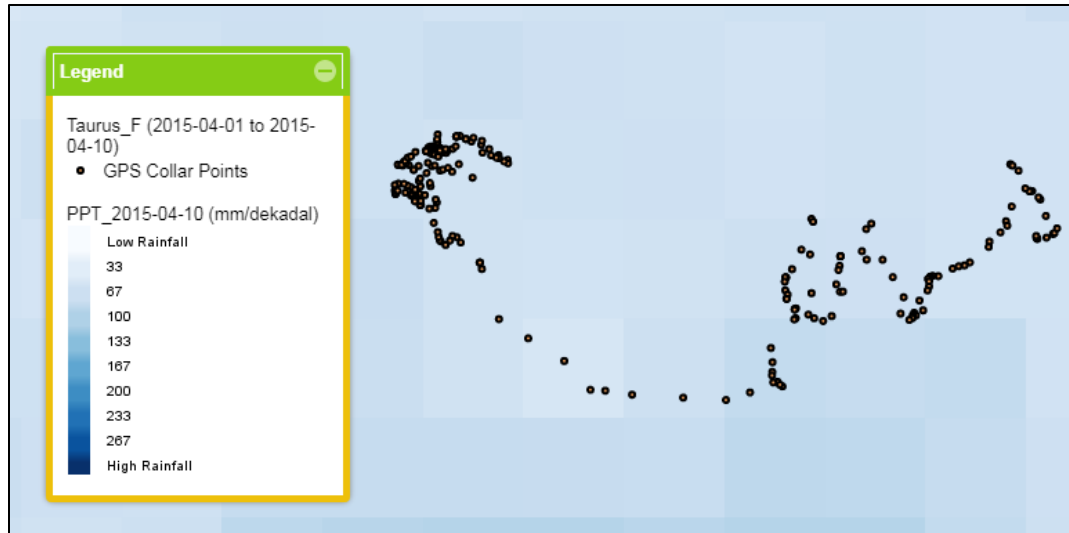 Legend
Taurus_F (2015-04-01 to 2015-
04-10)
GPS Collar Points
PPT_2015-04-10 (mm/dekadal)
Low Rainfall
33
67
100
133
167
200
233
267
High Rainfall